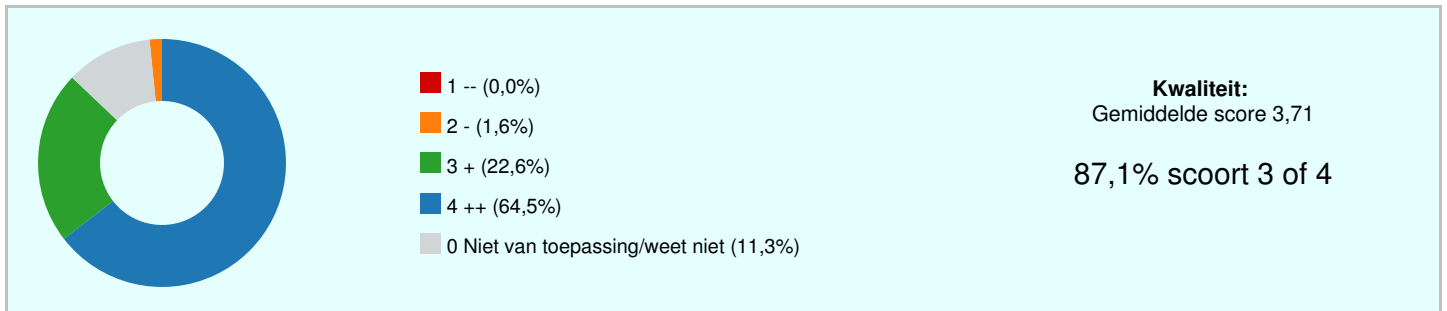 1 -- (0,0%)
2 - (1,6%)
3 + (22,6%)
4 ++ (64,5%)
0 Niet van toepassing/weet niet (11,3%)
Kwaliteit:
Gemiddelde score 3,71
87,1% scoort 3 of 4